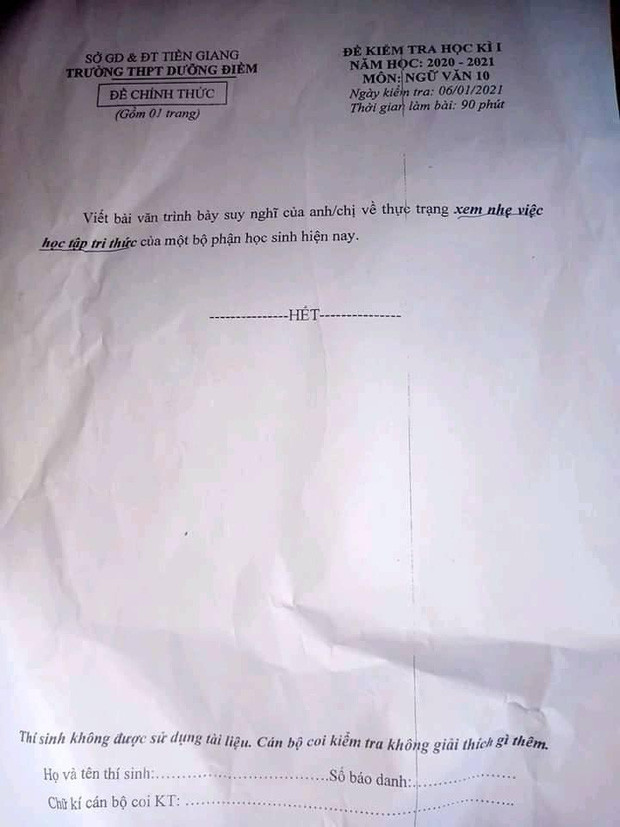 SỞ GD & ĐT TIỀN GIANG
TRƯỜNG THPT DƯỠNG ĐIỀM
ĐỀ CHÍNH THỨC
(Gồm 01 trang)
ĐỀ KIỂM TRA HỌC KÌ I
NĂM HỌC: 2020 - 2021
MÔN: NGỮ VĂN 10
Ngày kiểm tra: 06/01/2021
Thời gian làm bài: 90 phút
Viết bài văn trình bày suy nghĩ của anh/chị về thực trạng xem nhẹ việc
học tập tri thức của một bộ phận học sinh hiện nay.
---------------HẾT---------------
Thí sinh không được sử dụng tài liệu. Cán bộ coi kiểm tra không giải thích gì thêm.
Họ và tên thí sinh:..............................Số báo danh:..................
Chữ kí cán bộ coi KT: ..........................................................